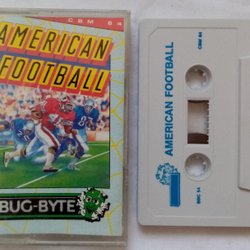 CBM 64
AMERICAN
FOOTBALL
BUG-BYTE
AMERICAN FOOTBALL
CBM 64